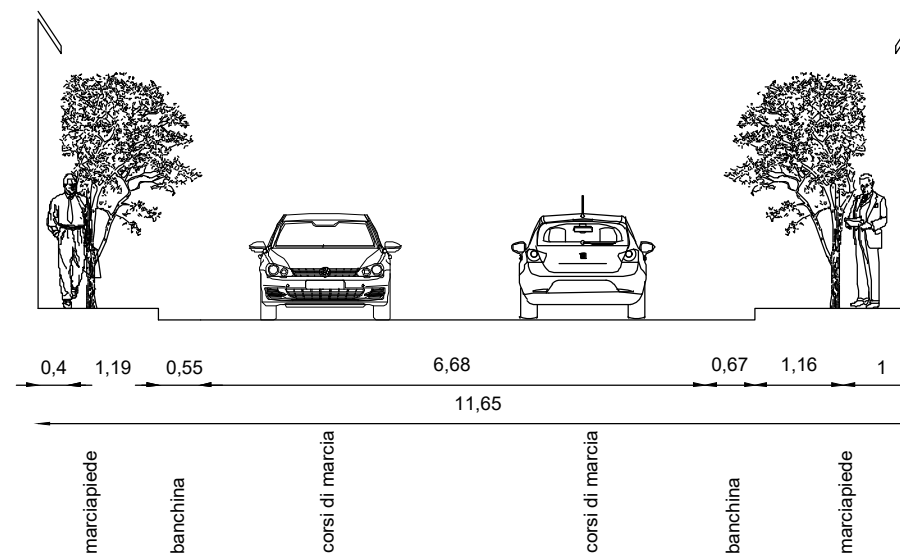 0,4 1,19 0,55 6,68 0,67 1,16 1
11,65
marciapiede
banchina
corsi di marcia
corsi di marcia
banchina
marciapiede